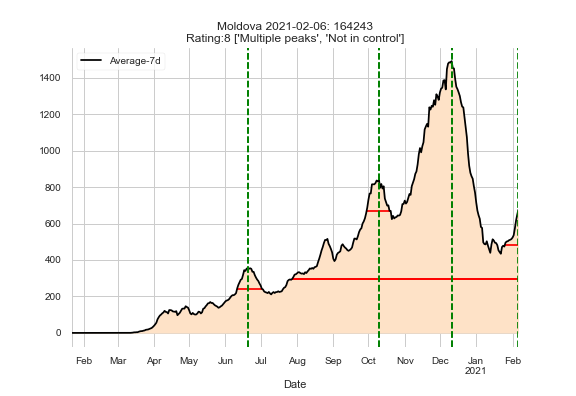 Moldova 2021-02-06: 164243
Rating:8 ['Multiple peaks', 'Not in control']
Average-7d
1400
1200
1000
800
600
400
200
0
Feb Mar Apr May Jun Jul Aug Sep Oct Nov Dec Jan Feb
2021
Date